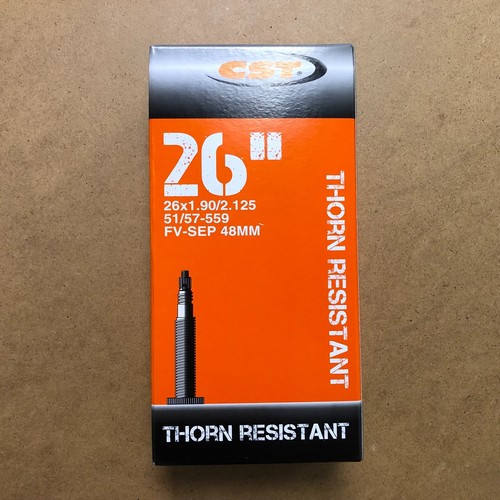 CST
26"
26x1.90/2.125
51/57-559
FV-SEP 48MM
THORN RESISTANT
THORN RESISTANT